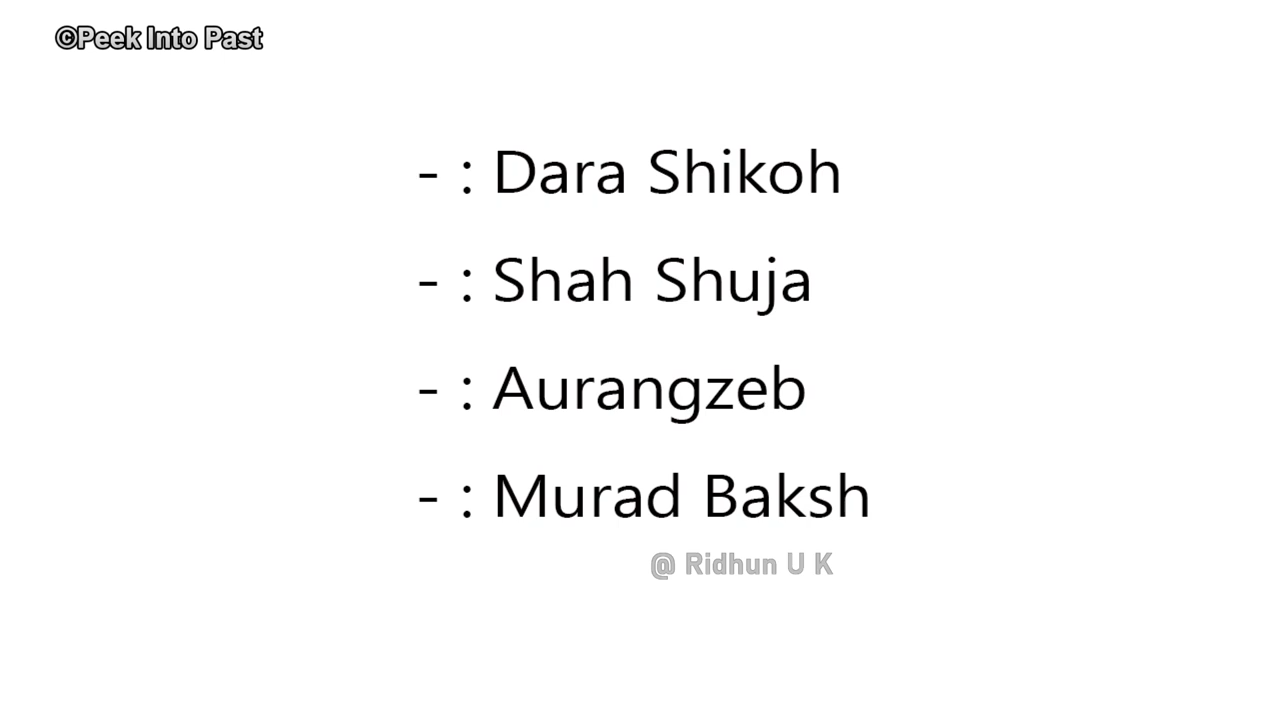 ©Peek Into Past
- : Dara Shikoh
- : Shah Shuja
- : Aurangzeb
- : Murad Baksh
@ Ridhun U K